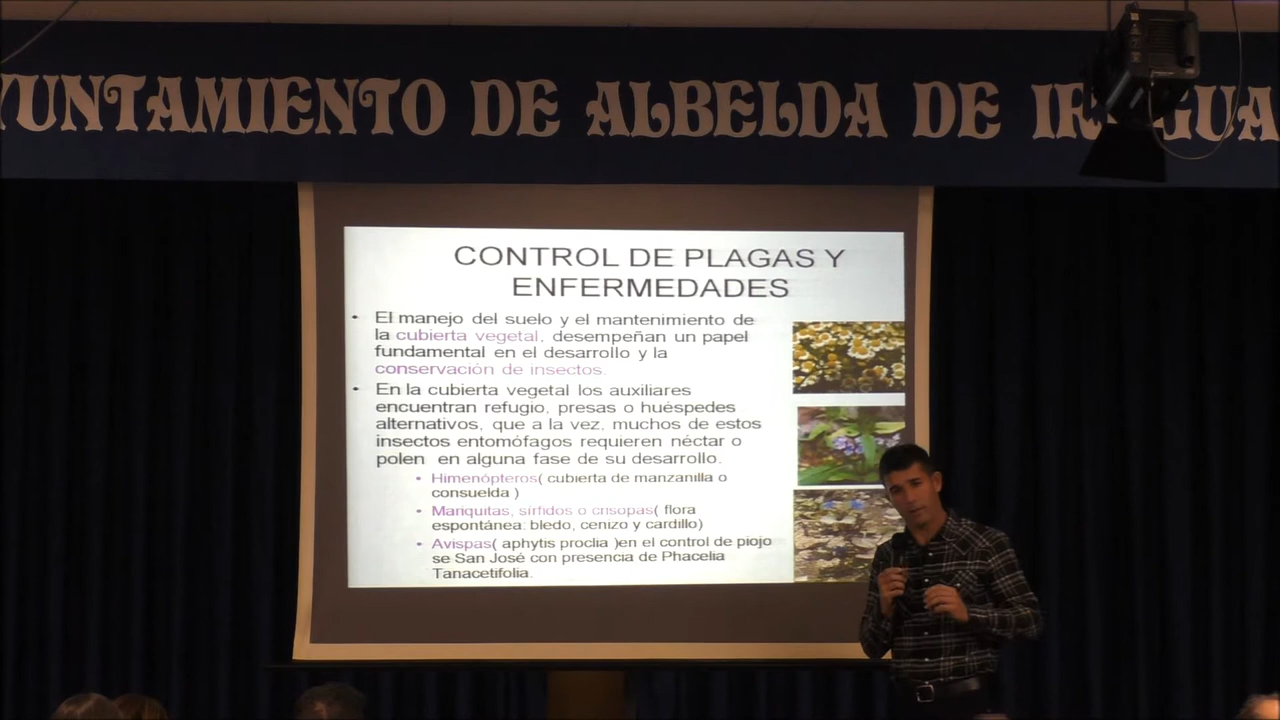 YUNTAMIENTO DE ALBELDA DE IR GUA
CONTROL DE PLAGAS Y
ENFERMEDADES
• El manejo del suelo y el mantenimiento de
la cubierta vegetal, desempeñan un papel
fundamental en el desarrollo y la
conservación de insectos.
• En la cubierta vegetal los auxiliares
encuentran refugio, presas o huéspedes
alternativos, que a la vez, muchos de estos
insectos entomófagos requieren néctar o
polen en alguna fase de su desarrollo.
• Himenópteros( cubierta de manzanilla o
consuelda )
• Mariquitas, sírfidos o crisopas( flora
espontánea: bledo, cenizo y cardillo)
• Avispas( aphytis proclia )en el control de piojo
se San José con presencia de Phacelia
Tanacetifolia.